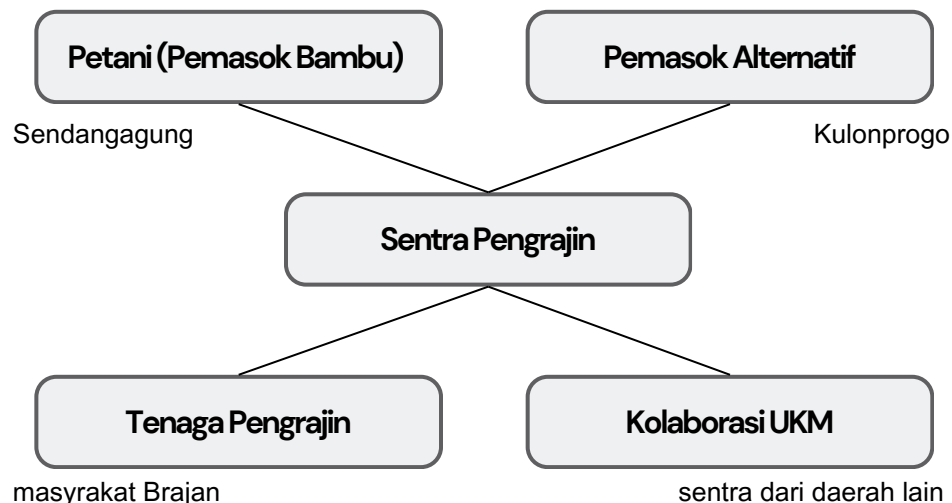 Petani (Pemasok Bambu)
Pemasok Alternatif
Sendangagung
Kulonprogo
Sentra Pengrajin
Tenaga Pengrajin
Kolaborasi UKM
masyrakat Brajan
sentra dari daerah lain